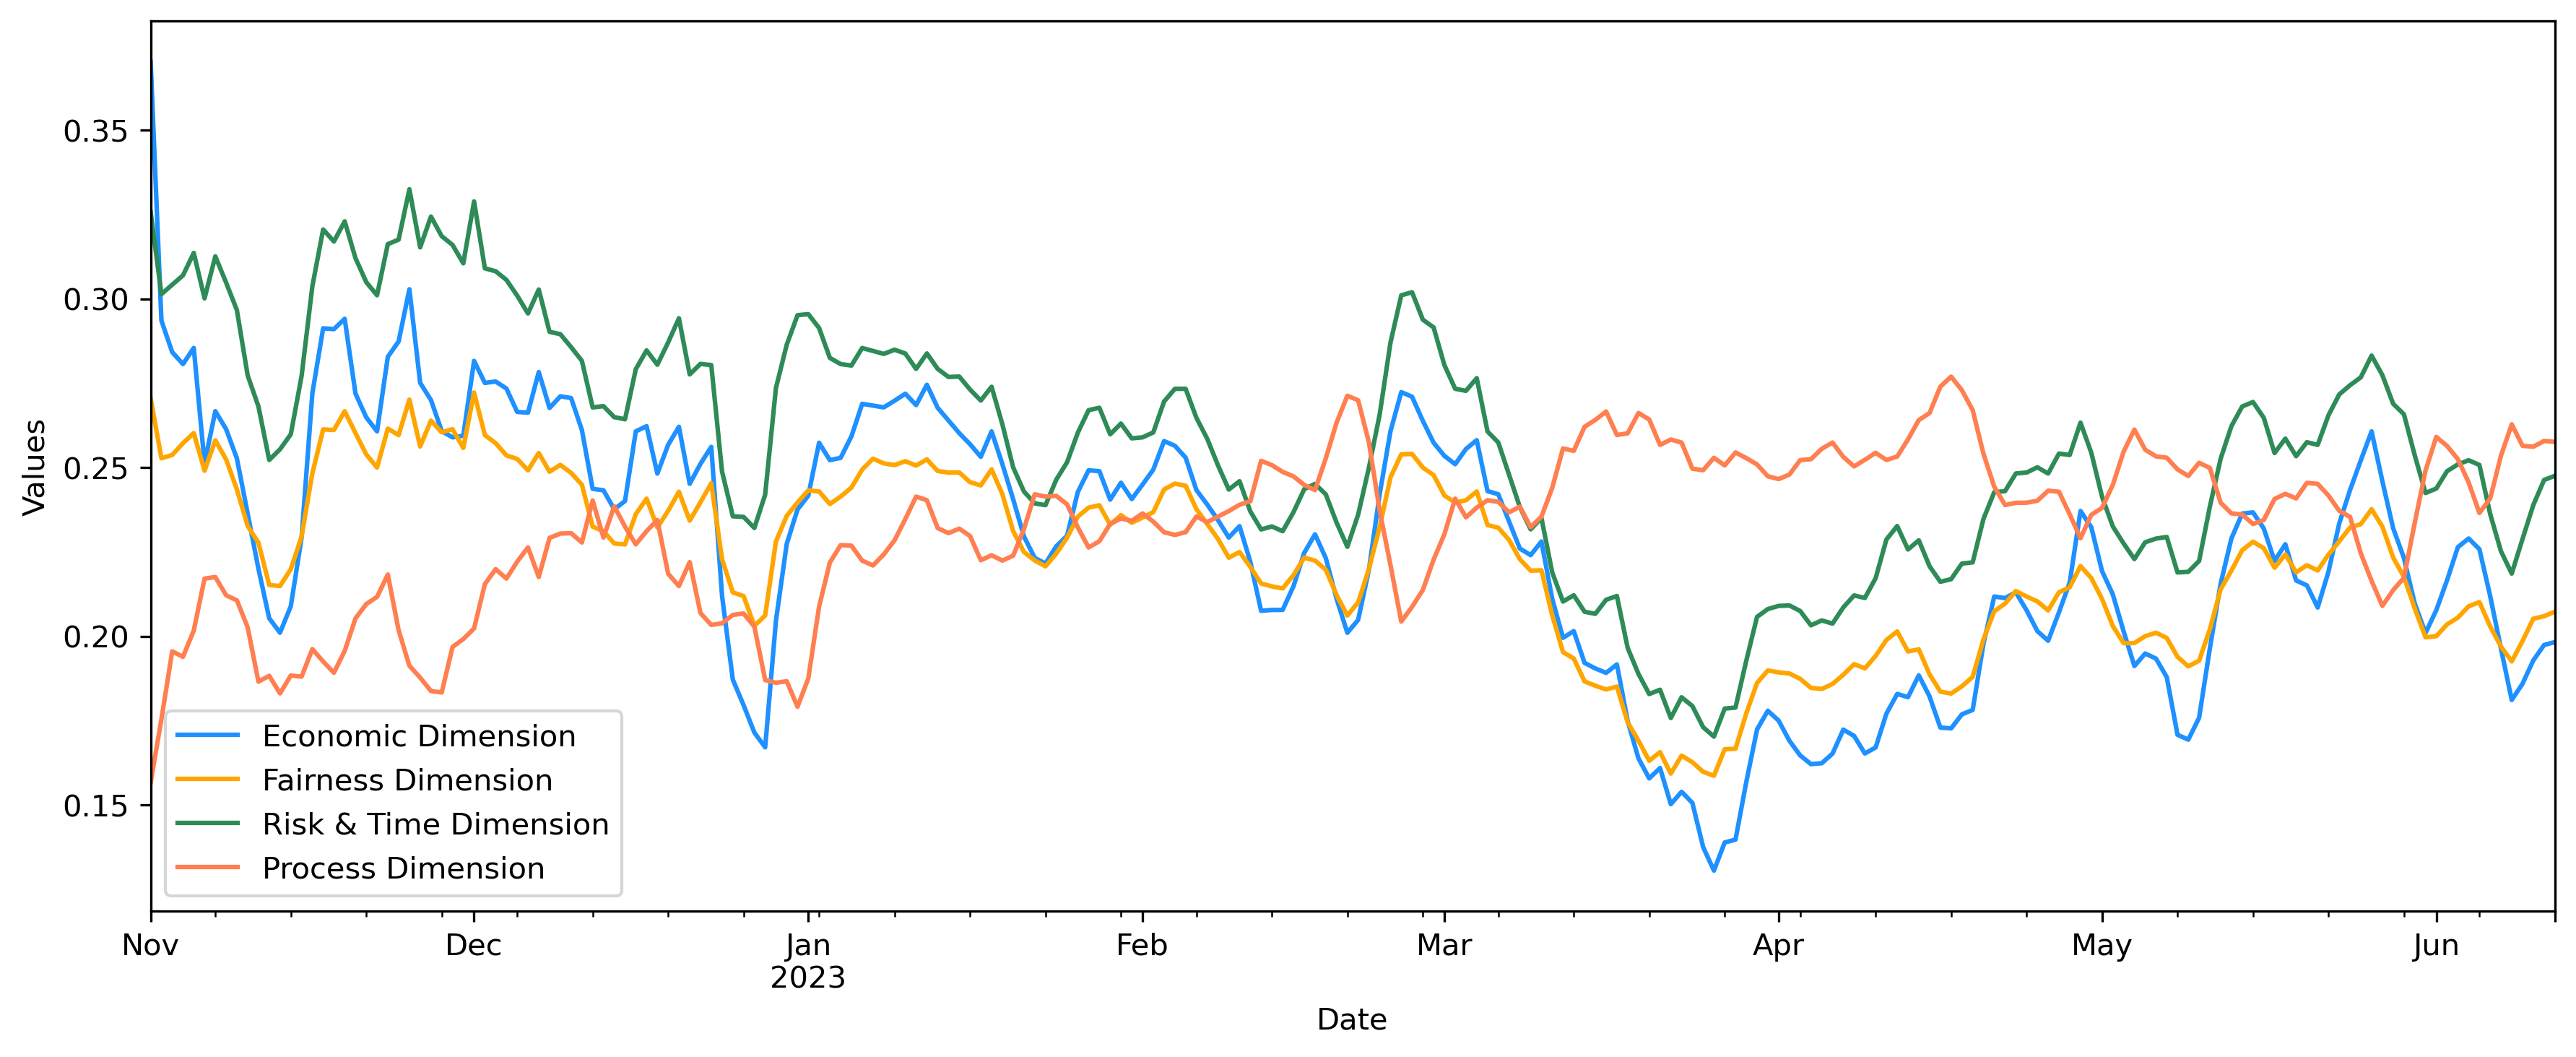 Values
0.35
0.30
0.25
0.20
0.15
Economic Dimension
Fairness Dimension
Risk & Time Dimension
Process Dimension
Nov Dec Jan Feb Mar Apr May Jun
2023
Date